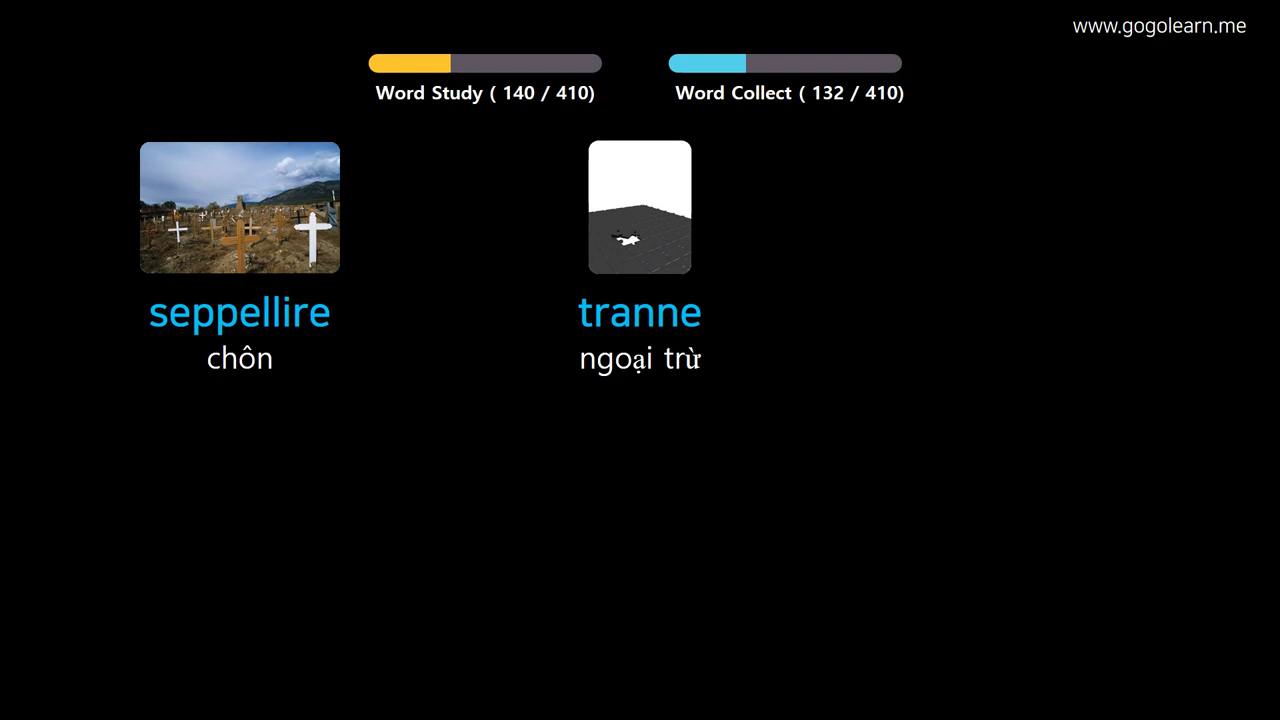 www.gogolearn.me
Word Study ( 140 / 410)
Word Collect ( 132 / 410)
seppellire
chôn
tranne
ngoại trừ